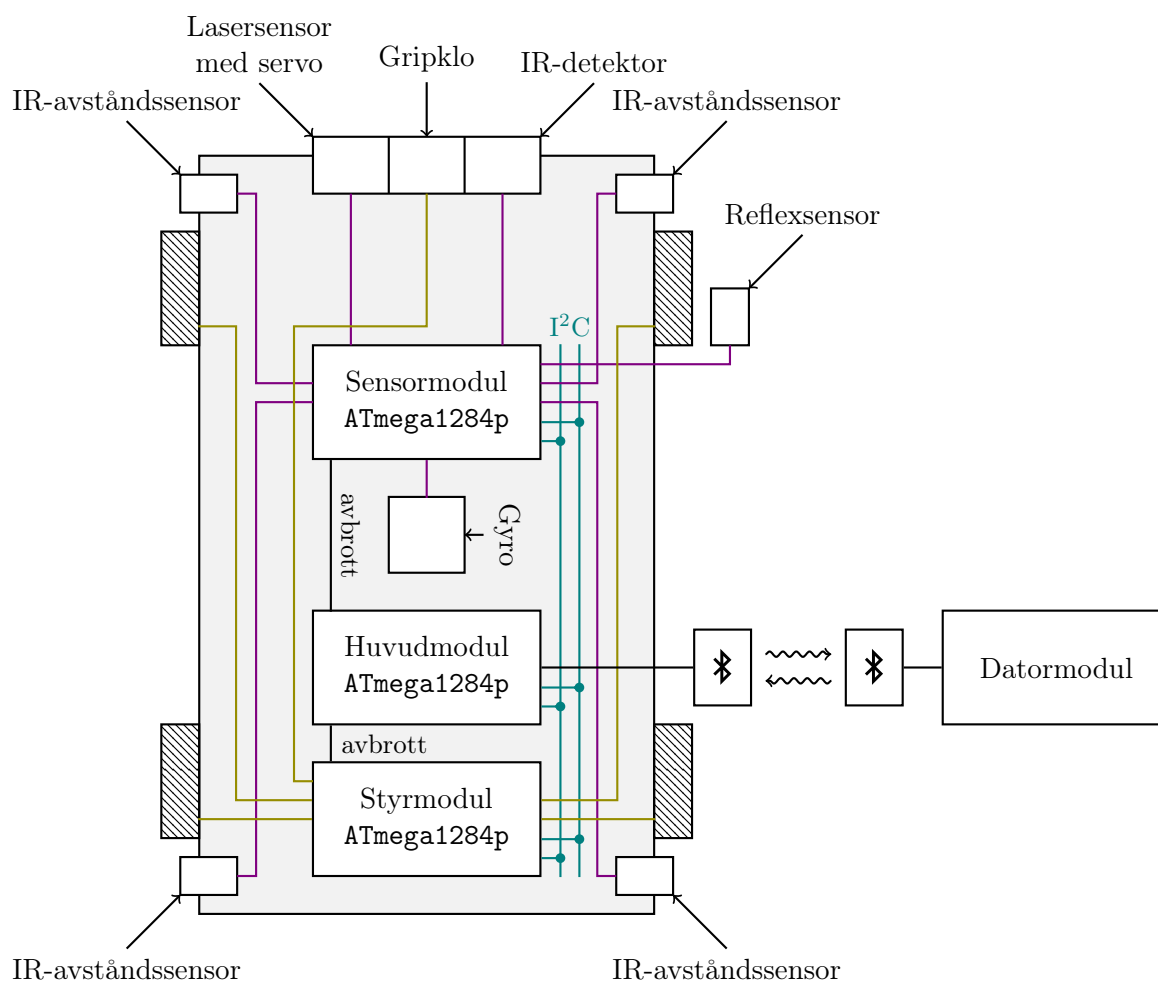 Lasersensor
med servo
Gripklo
IR-detektor
IR-avståndssensor
IR-avståndssensor
Reflexsensor
I²C
Sensormodul
ATmega1284p
avbrott
Gyro
Huvudmodul
ATmega1284p
Datormodul
avbrott
Styrmodul
ATmega1284p
IR-avståndssensor
IR-avståndssensor